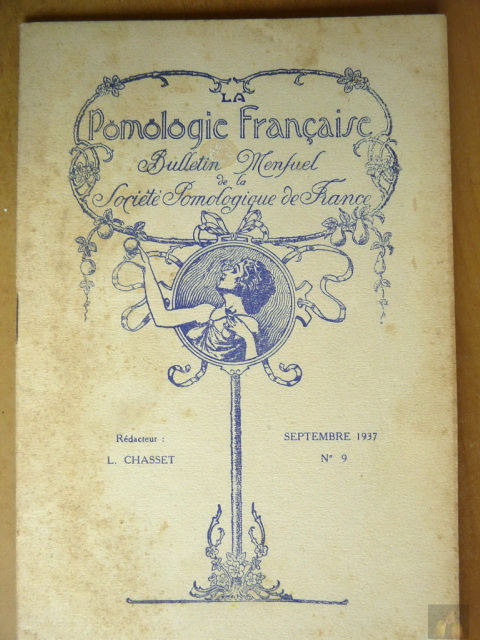 LA
Pomologie Française
Bulletin Mensuel
de la
Société Pomologique de France
Rédacteur :
L. CHASSET
SEPTEMBRE 1937
N° 9